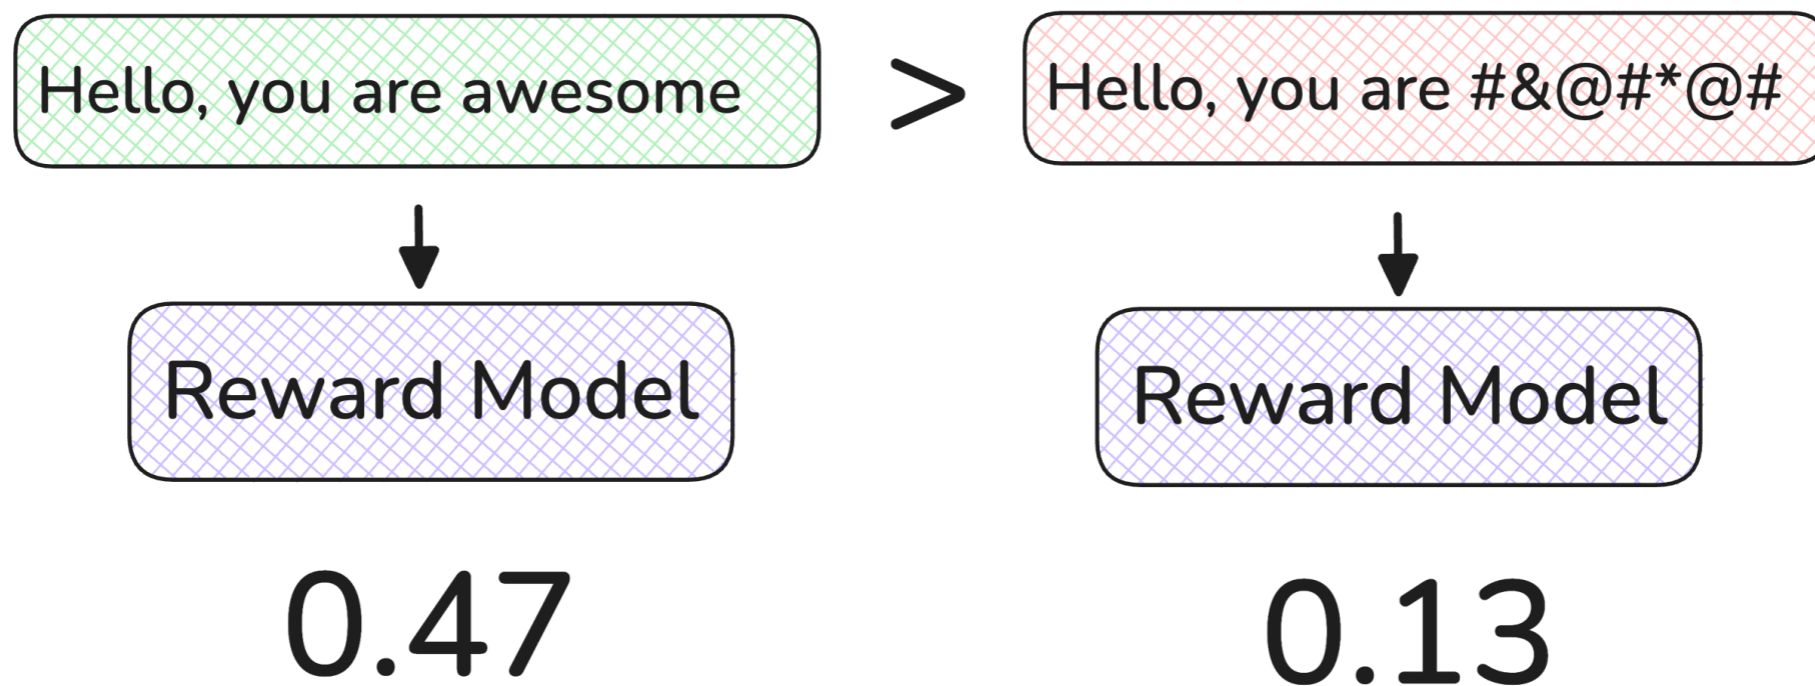 Hello, you are awesome
>
Hello, you are #&@#*@#
Reward Model
Reward Model
0.47
0.13